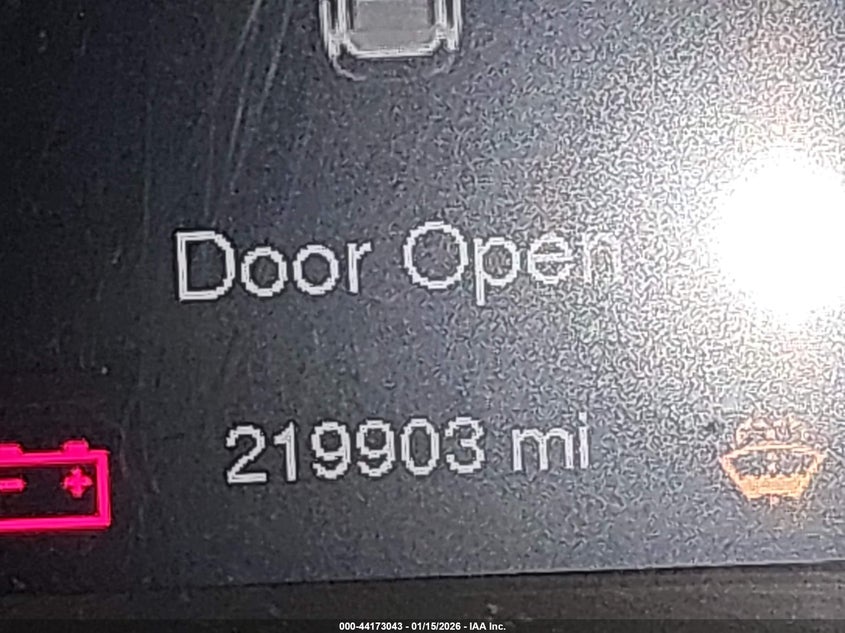 Door Open
219903 mi
000-44173043 - 01/15/2026 - IAA Inc.